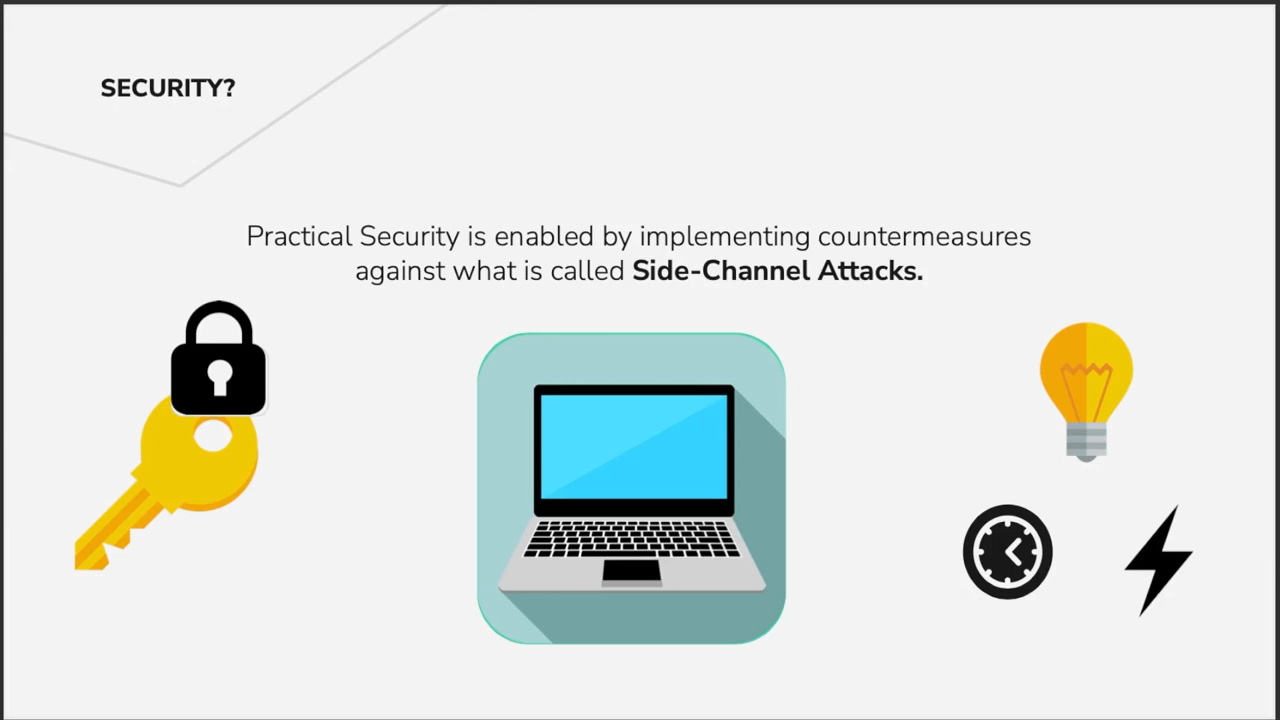 SECURITY?
Practical Security is enabled by implementing countermeasures
against what is called Side-Channel Attacks.